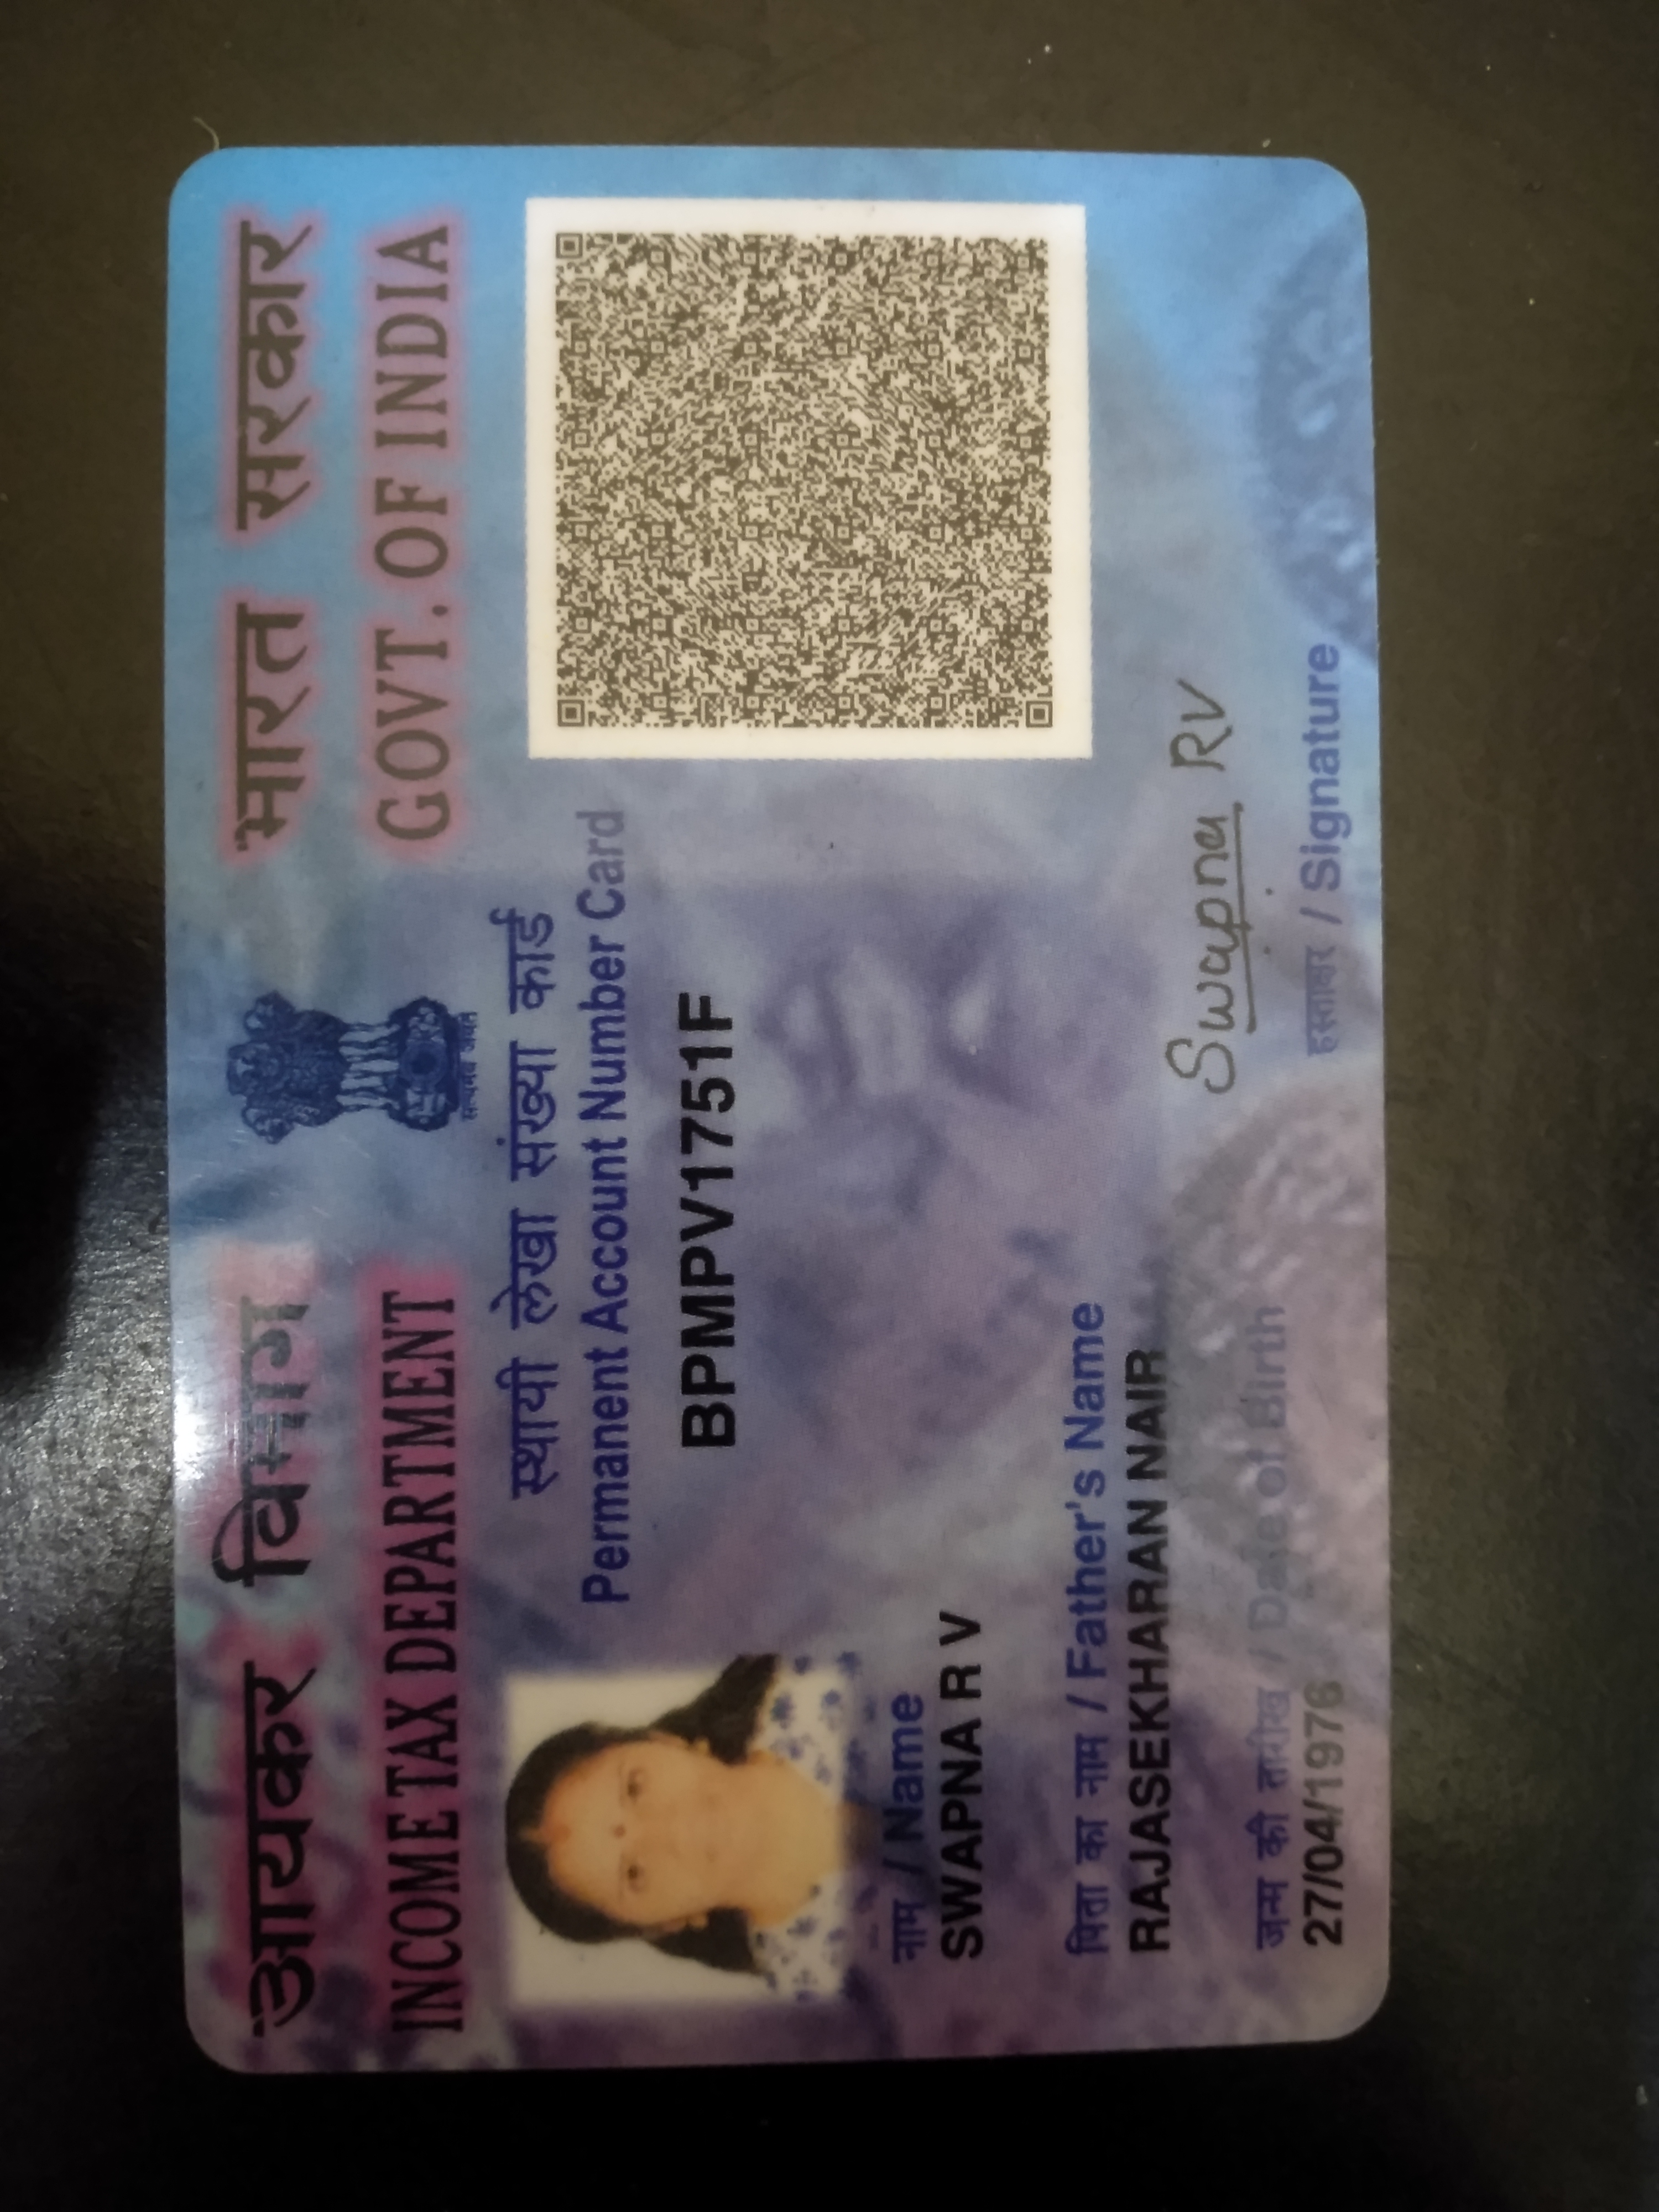 आयकर विभाग
INCOME TAX DEPARTMENT
सत्यमेव जयते
भारत सरकार
GOVT. OF INDIA
स्थायी लेखा संख्या कार्ड
Permanent Account Number Card
BPMPV1751F
नाम / Name
SWAPNA R V
पिता का नाम / Father's Name
RAJASEKHARAN NAIR
जन्म की तारीख / Date of Birth
27/04/1976
Swapna RV
हस्ताक्षर / Signature